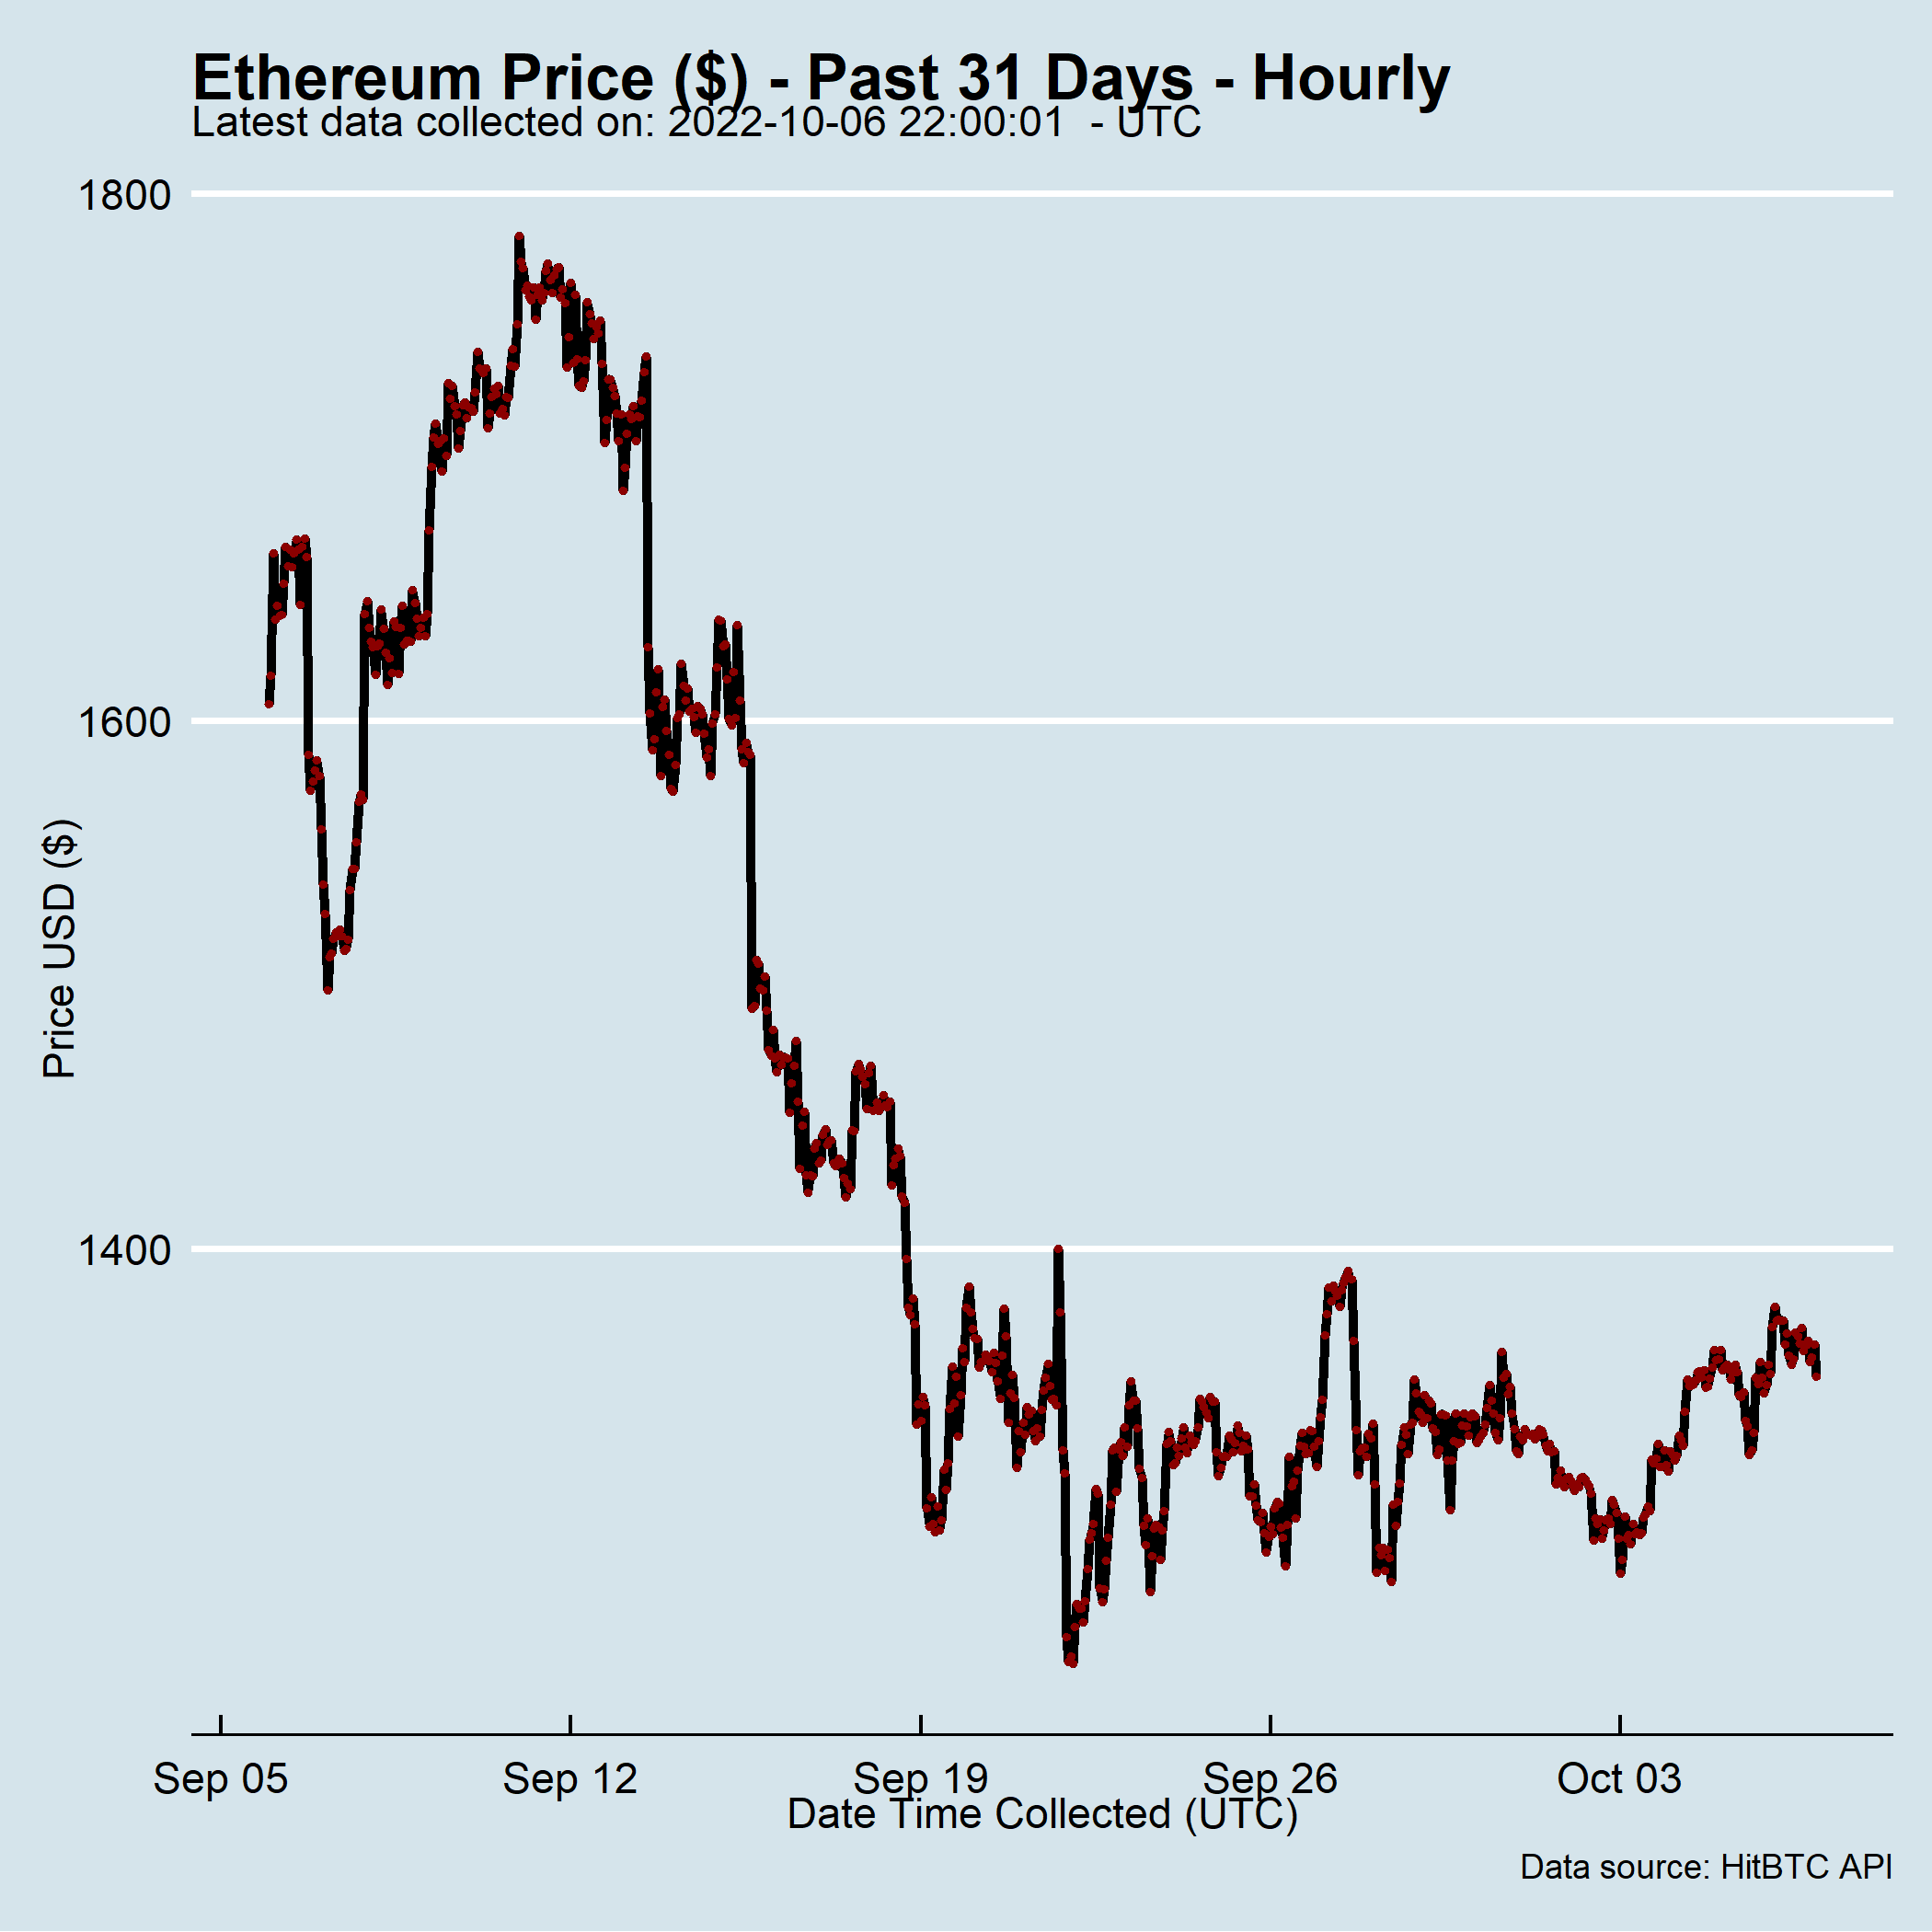 Ethereum Price ($) - Past 31 Days - Hourly
Latest data collected on: 2022-10-06 22:00:01  - UTC
1800
1600
1400
Price USD ($)
Sep 05
Sep 12
Sep 19
Sep 26
Oct 03
Date Time Collected (UTC)
Data source: HitBTC API